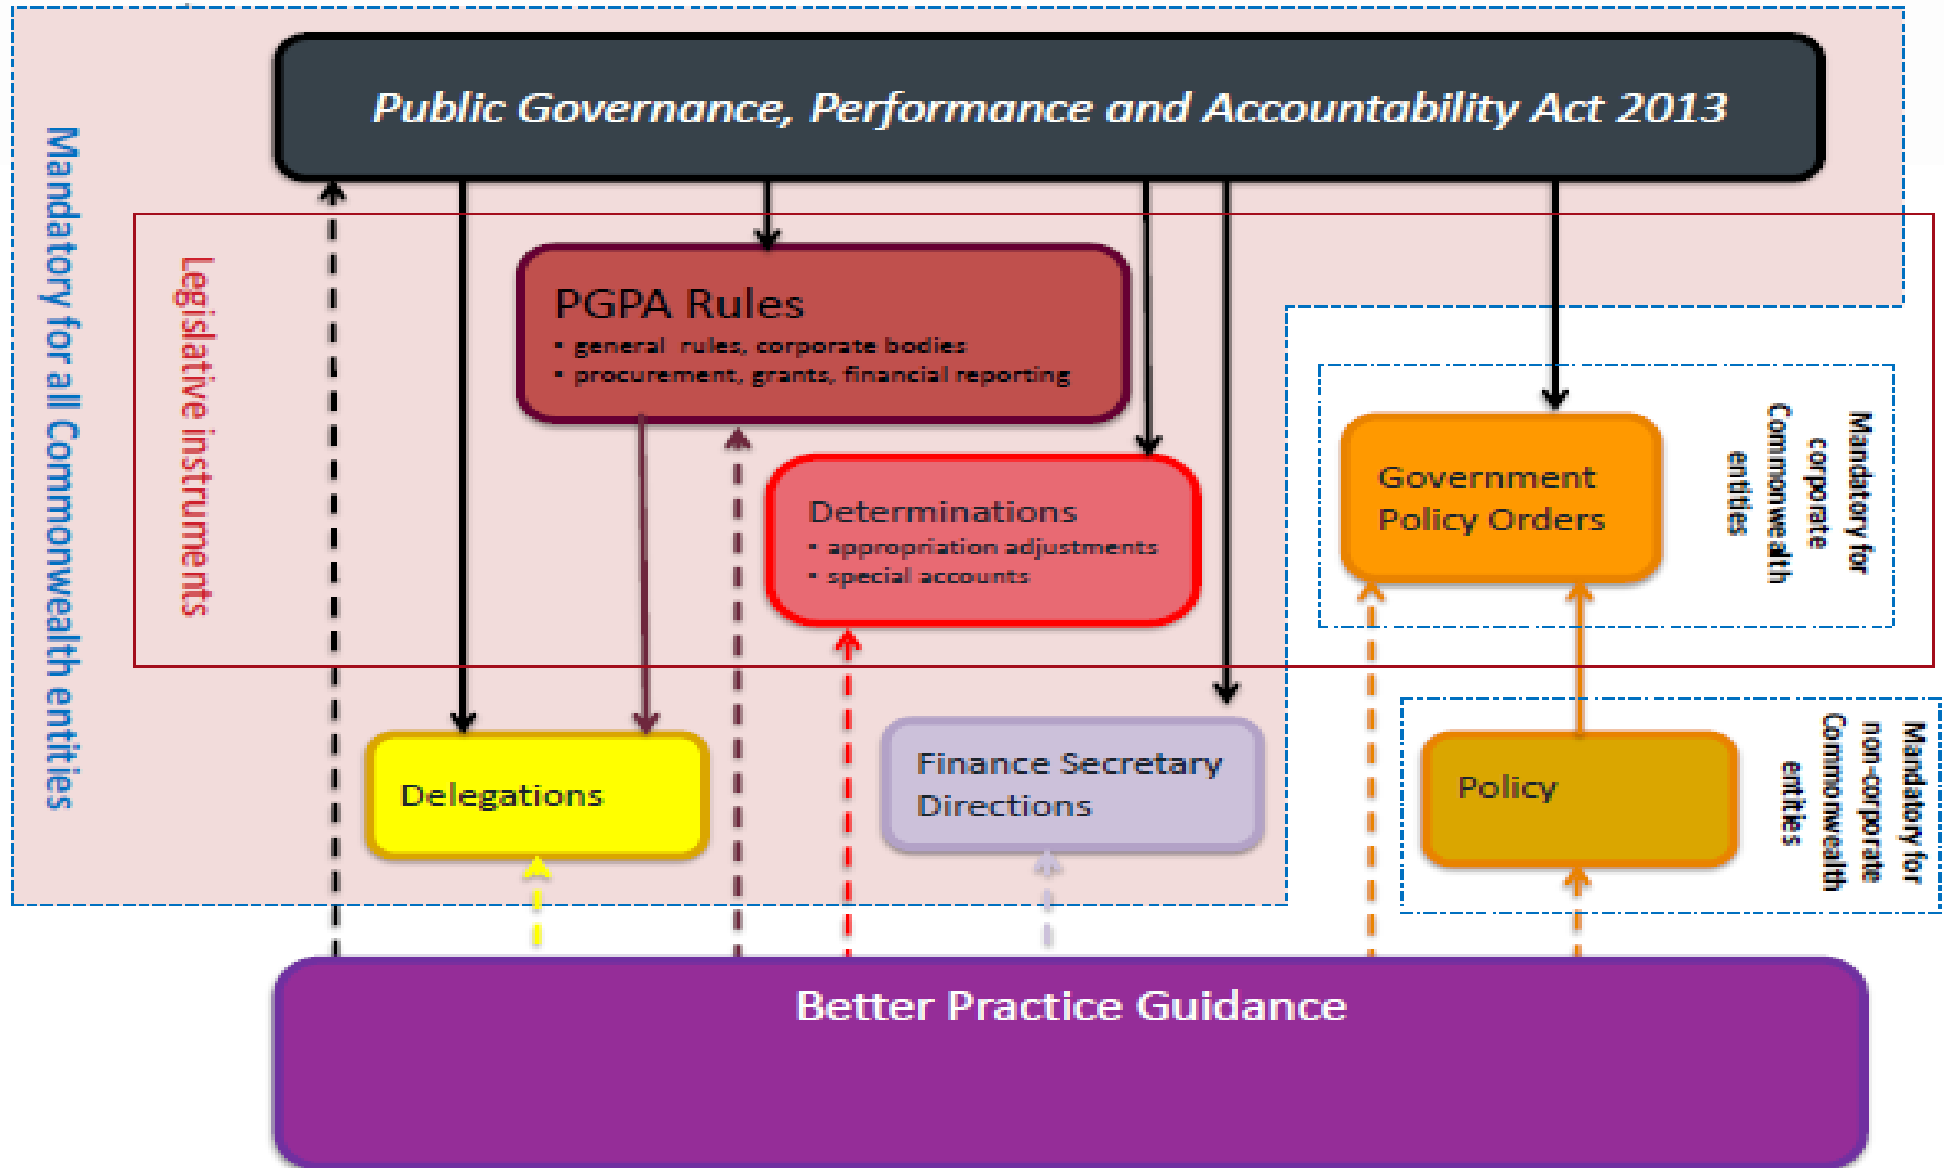 Public Governance, Performance and Accountability Act 2013
Mandatory for all Commonwealth entities
Legislative instruments
PGPA Rules
▪ general rules, corporate bodies
▪ procurement, grants, financial reporting
Determinations
▪ appropriation adjustments
▪ special accounts
Government
Policy Orders
Mandatory for
corporate
Commonwealth
entities
Delegations
Finance Secretary
Directions
Policy
Mandatory for
non-corporate
Commonwealth
entities
Better Practice Guidance